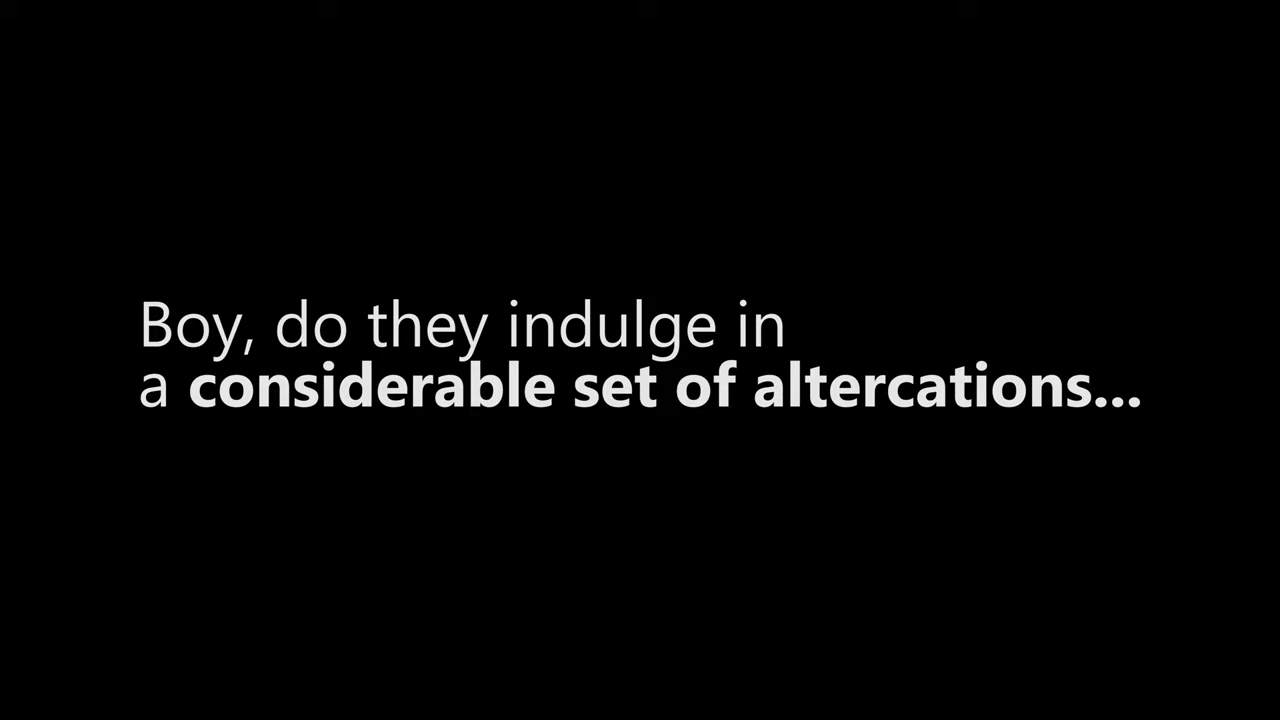 Boy, do they indulge in
a considerable set of altercations...